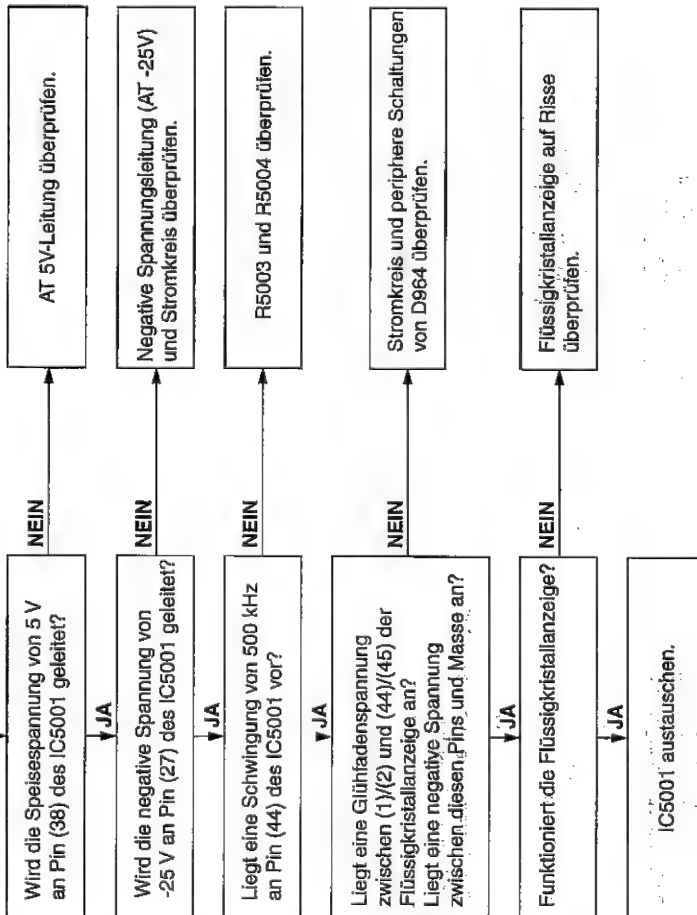 Wird die Speisespannung von 5 V
an Pin (38) des IC5001 geleitet?
NEIN
AT 5V-Leitung überprüfen.
JA
Wird die negative Spannung von
-25 V an Pin (27) des IC5001 geleitet?
NEIN
Negative Spannungsleitung (AT -25V)
und Stromkreis überprüfen.
JA
Liegt eine Schwingung von 500 kHz
an Pin (44) des IC5001 vor?
NEIN
R5003 und R5004 überprüfen.
JA
Liegt eine Glühfadenspannung
zwischen (1)/(2) und (44)/(45) der
Flüssigkristallanzeige an?
Liegt eine negative Spannung
zwischen diesen Pins und Masse an?
NEIN
Stromkreis und periphere Schaltungen
von D964 überprüfen.
JA
Funktioniert die Flüssigkristallanzeige?
NEIN
Flüssigkristallanzeige auf Risse
überprüfen.
JA
IC5001 austauschen.